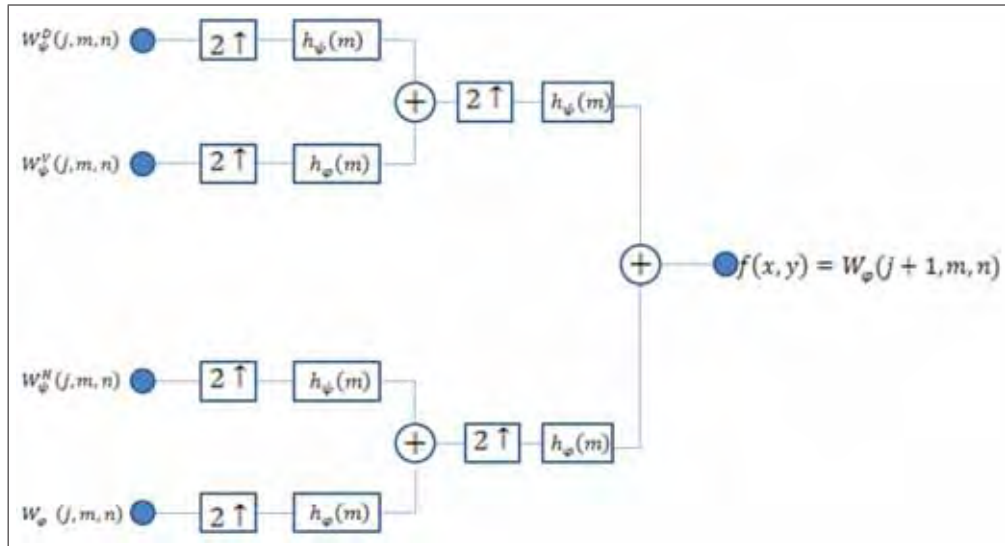 W_ψ^D(j,m,n) 2↑ h_ψ(m)
2↑ h_ψ(m)
W_ψ^V(j,m,n) 2↑ h_φ(m)
f(x,y) = W_φ(j+1,m,n)
W_ψ^H(j,m,n) 2↑ h_ψ(m)
2↑ h_φ(m)
W_φ (j,m,n) 2↑ h_φ(m)